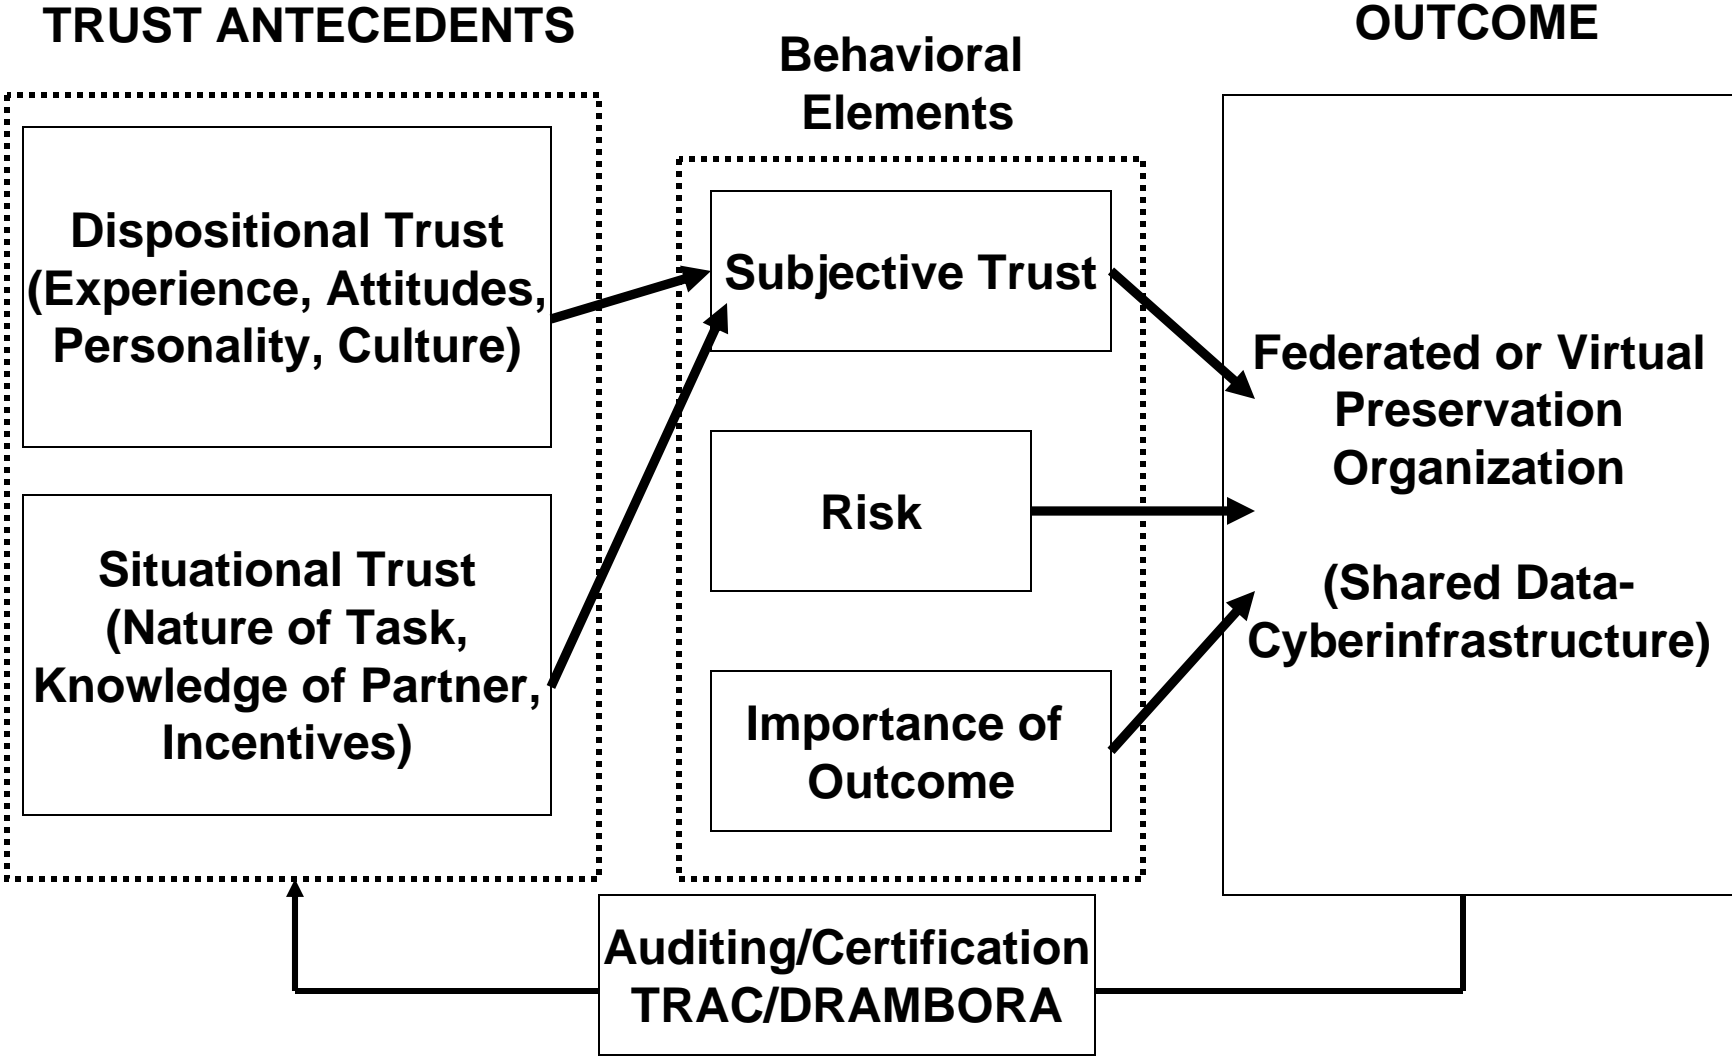 TRUST ANTECEDENTS
OUTCOME
Behavioral
Elements
Dispositional Trust
(Experience, Attitudes,
Personality, Culture)
Situational Trust
(Nature of Task,
Knowledge of Partner,
Incentives)
Subjective Trust
Risk
Importance of
Outcome
Federated or Virtual
Preservation
Organization
(Shared Data-
Cyberinfrastructure)
Auditing/Certification
TRAC/DRAMBORA